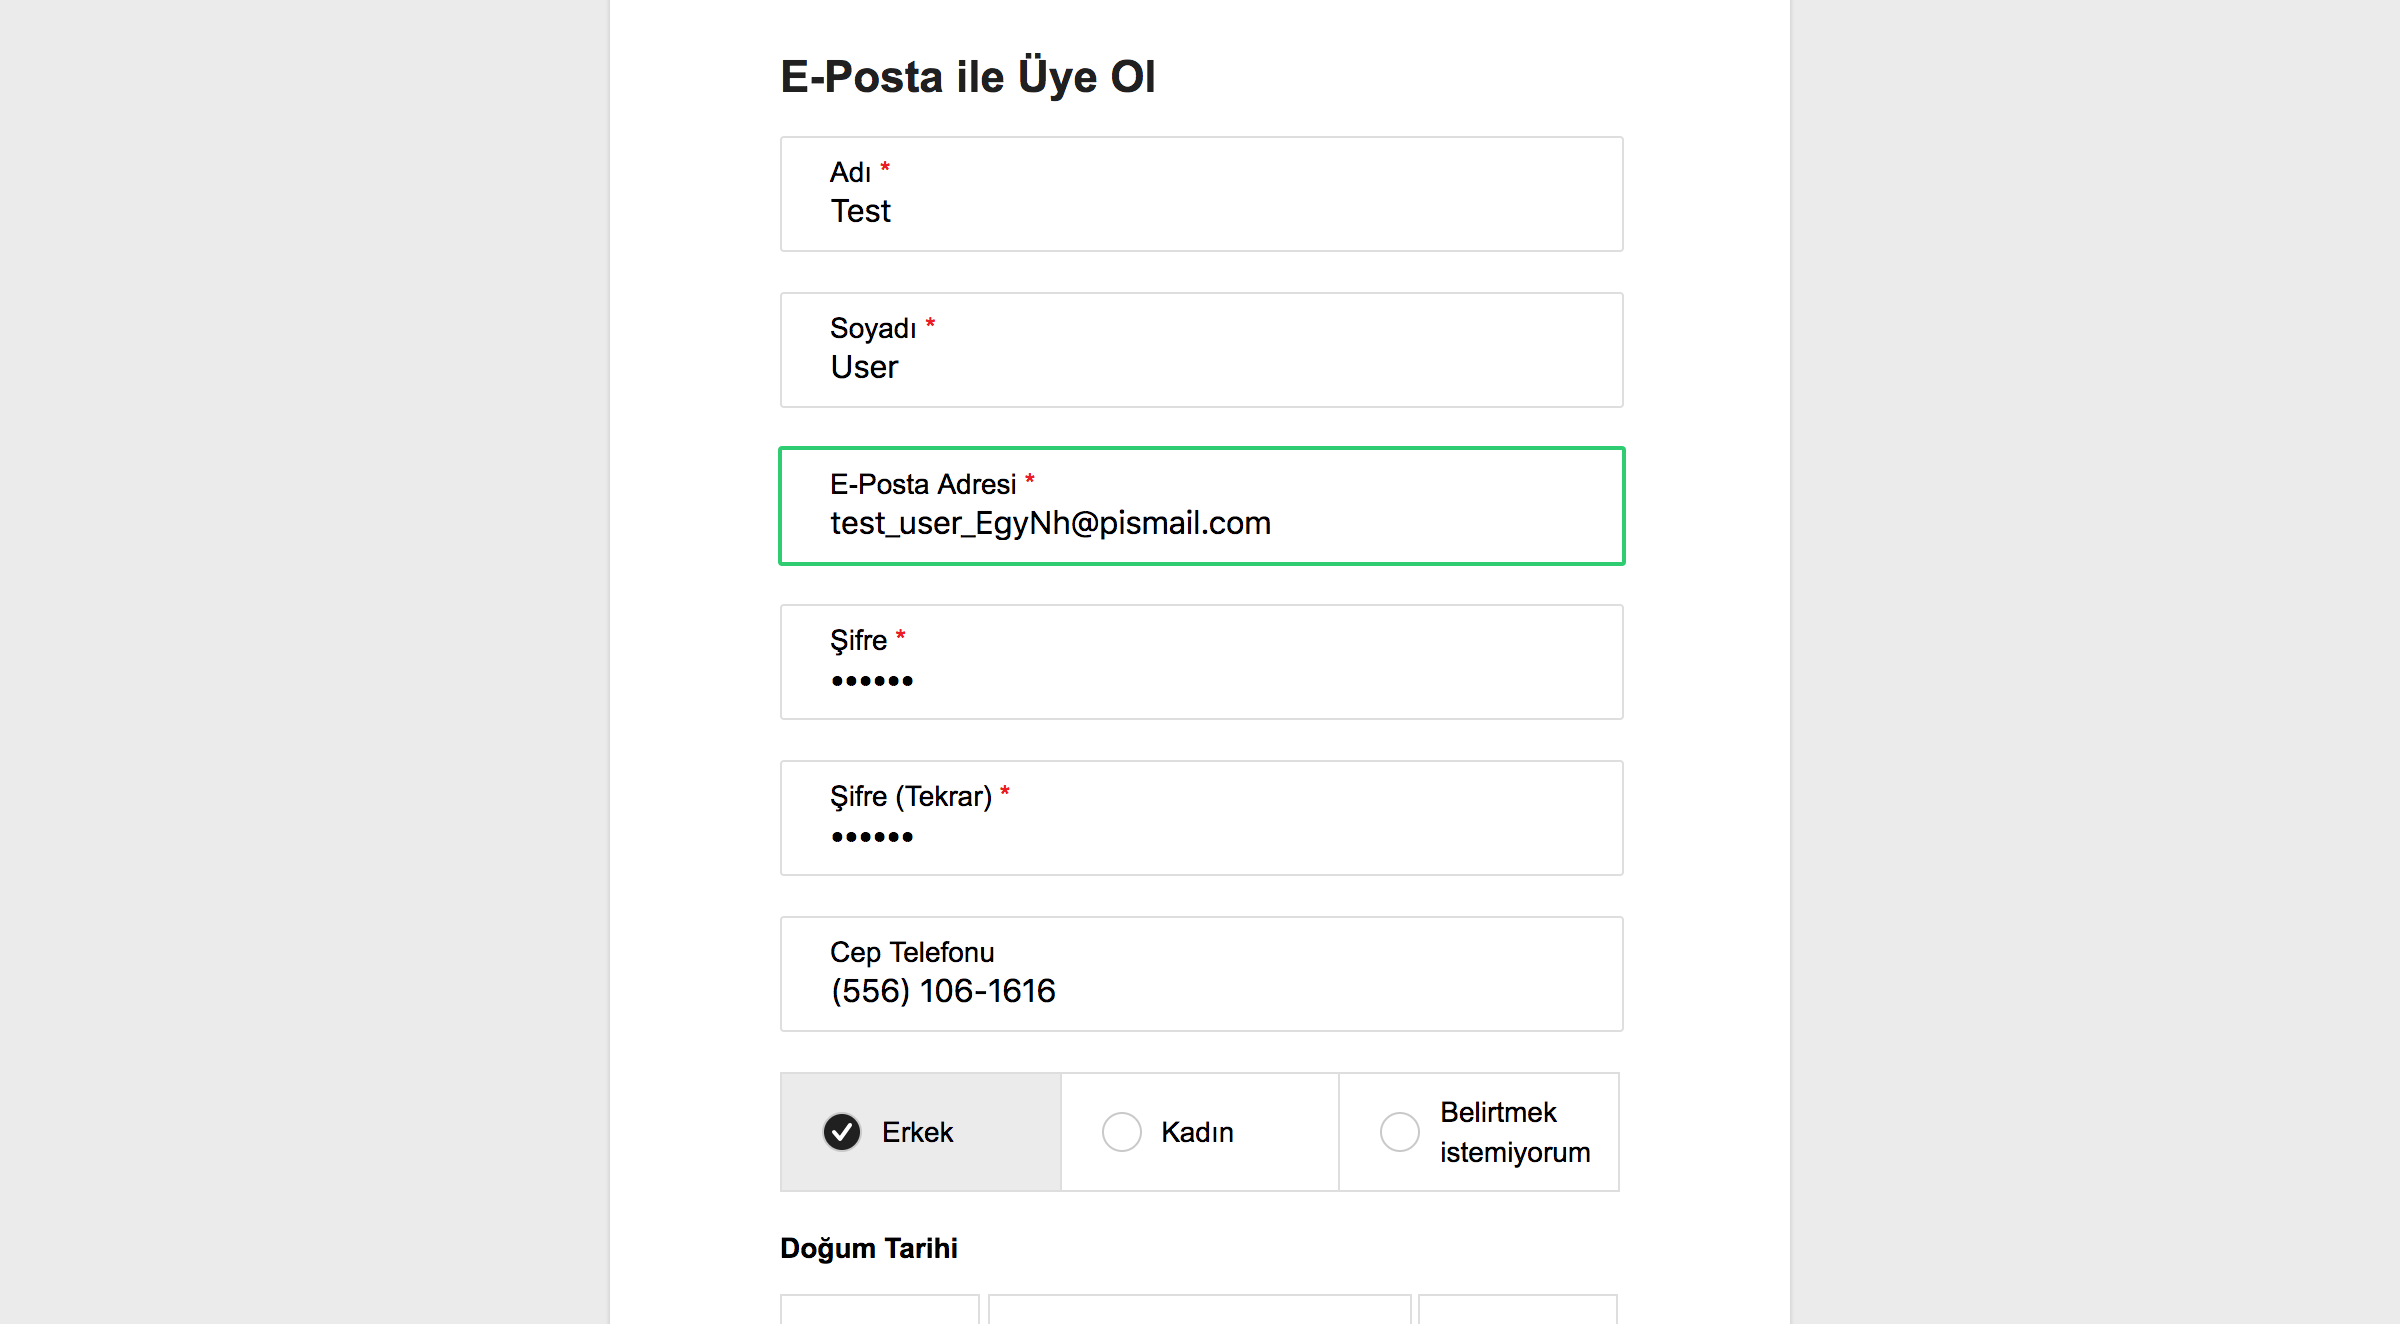 E-Posta ile Üye Ol
Adı *
Test
Soyadı *
User
E-Posta Adresi *
test_user_EgyNh@pismail.com
Şifre *
••••••
Şifre (Tekrar) *
••••••
Cep Telefonu
(556) 106-1616
Erkek
Kadın
Belirtmek
istemiyorum
Doğum Tarihi